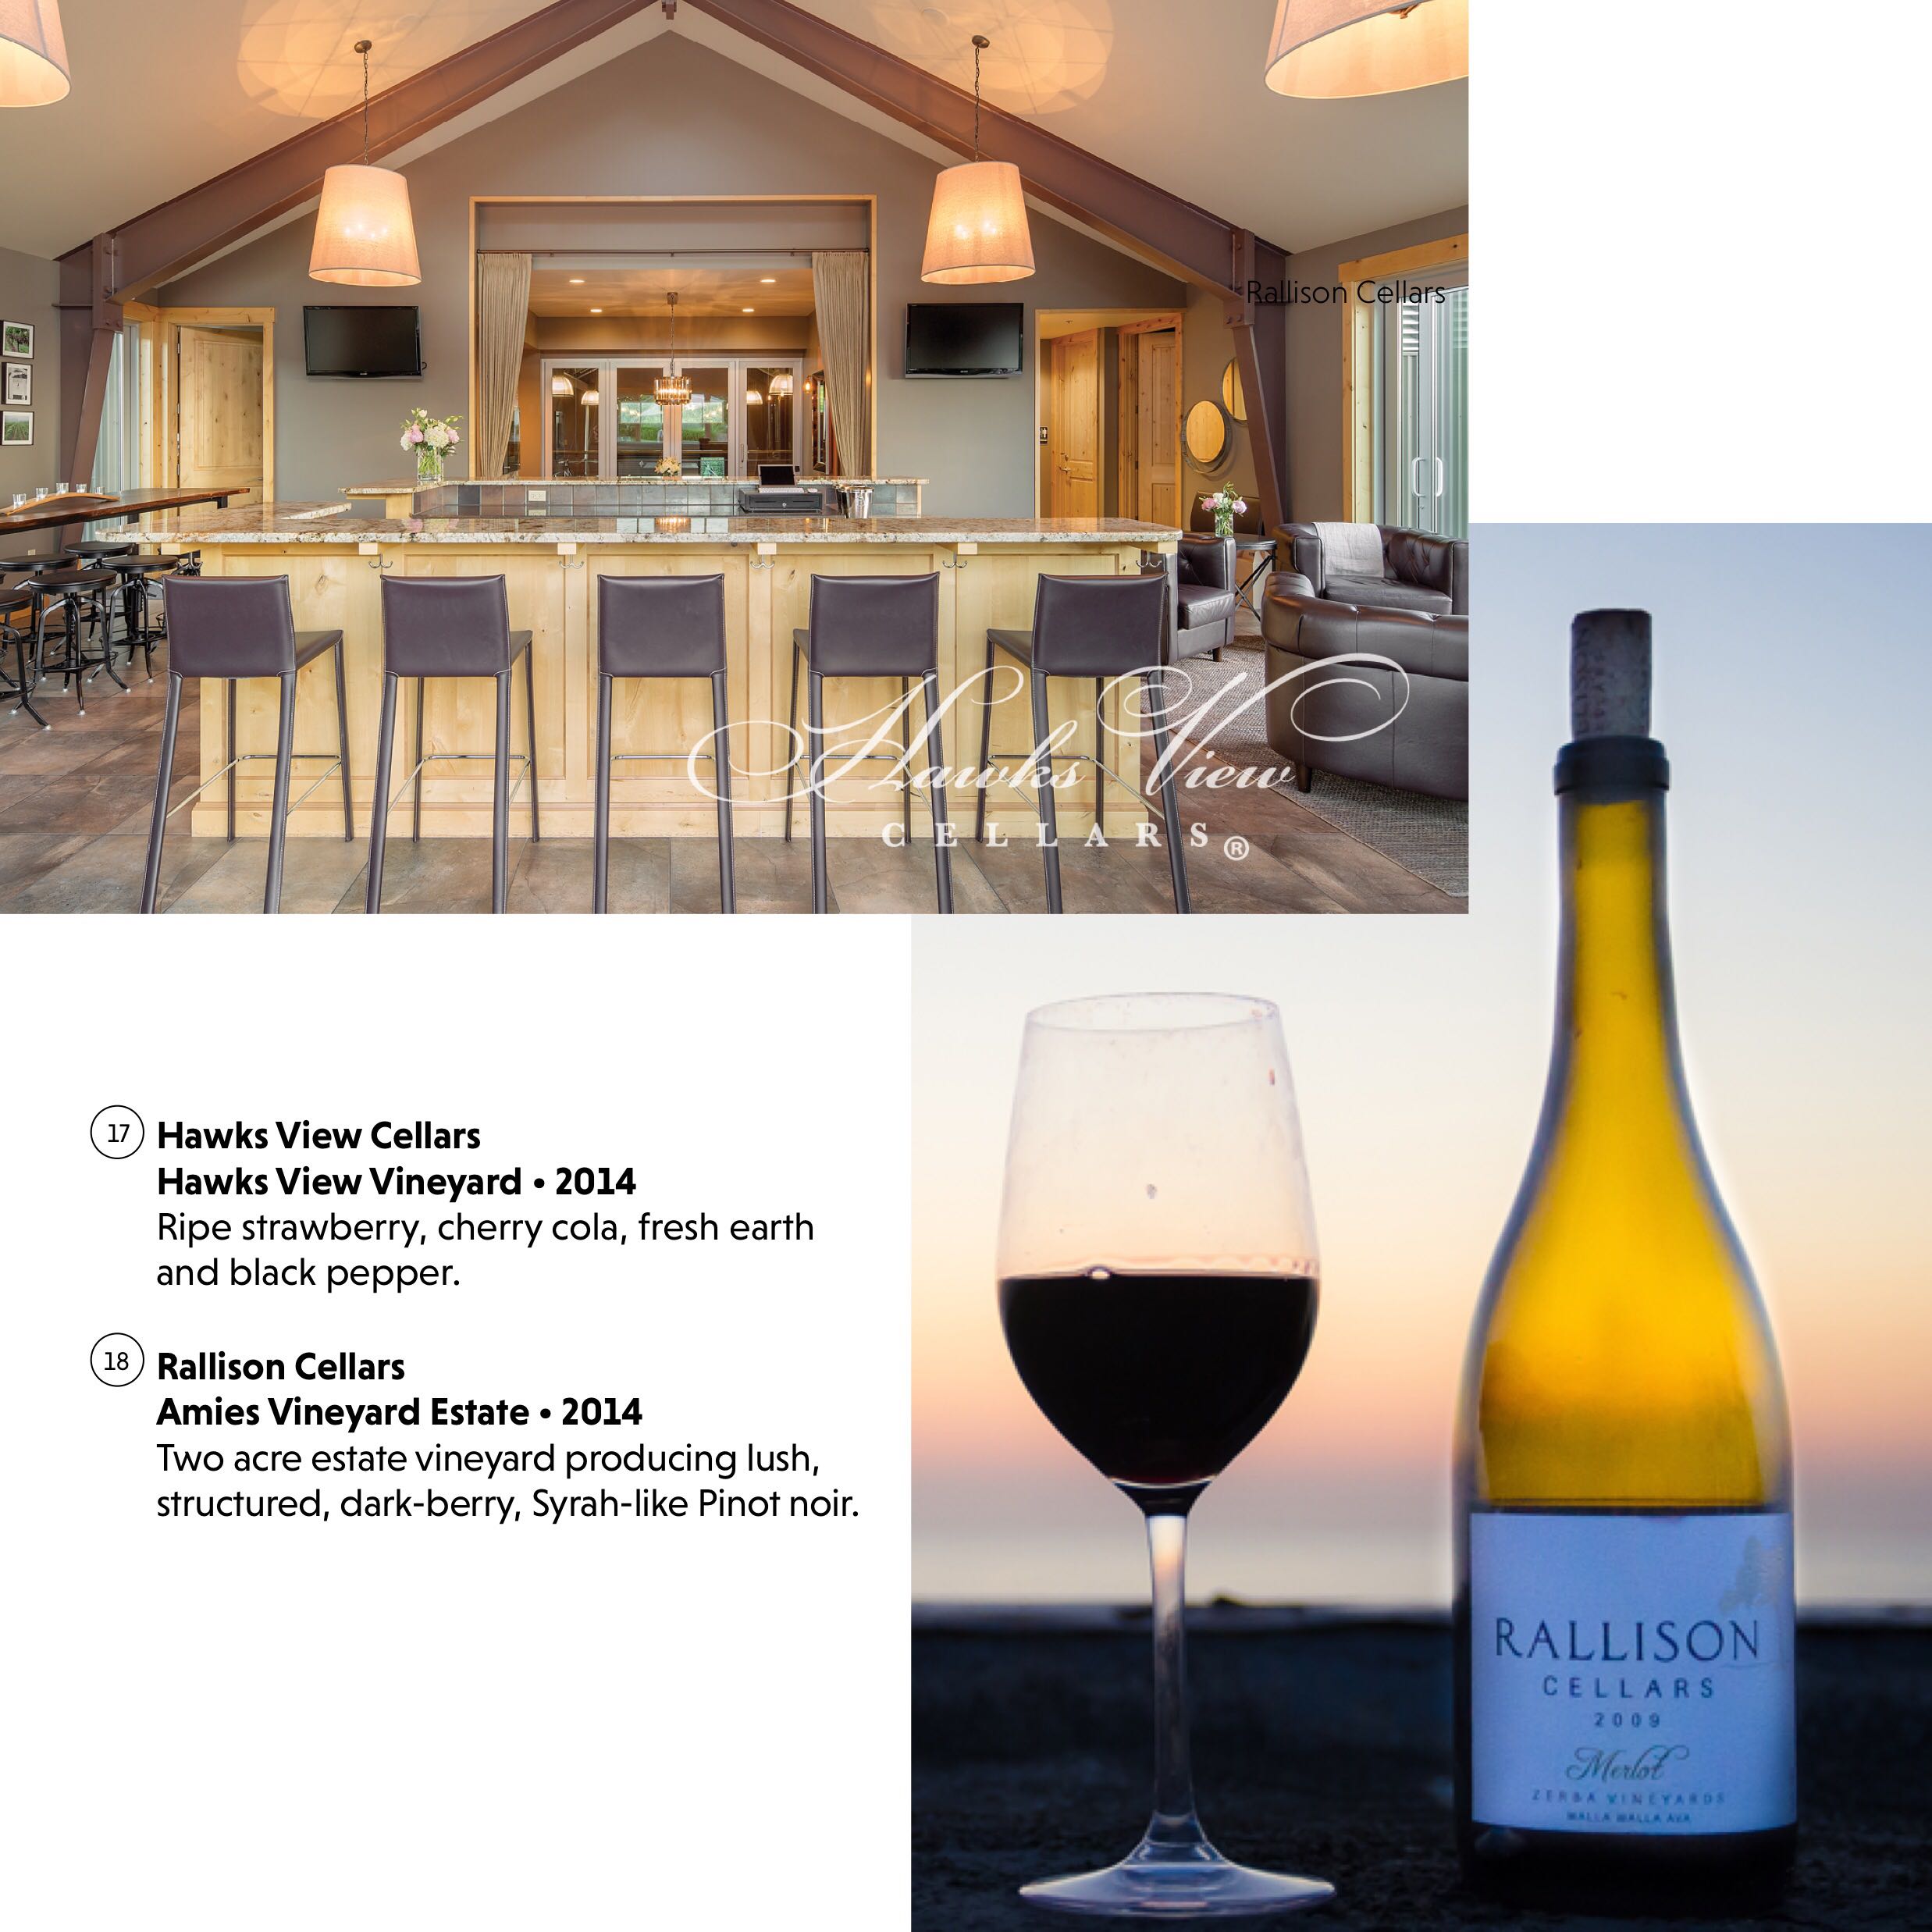 Rallison Cellars
Hawks View
CELLARS®
17
Hawks View Cellars
Hawks View Vineyard • 2014
Ripe strawberry, cherry cola, fresh earth
and black pepper.
18
Rallison Cellars
Amies Vineyard Estate • 2014
Two acre estate vineyard producing lush,
structured, dark-berry, Syrah-like Pinot noir.
RALLISON
CELLARS
2009
Merlot
ZERBA VINEYARDS
WALLA WALLA AVA